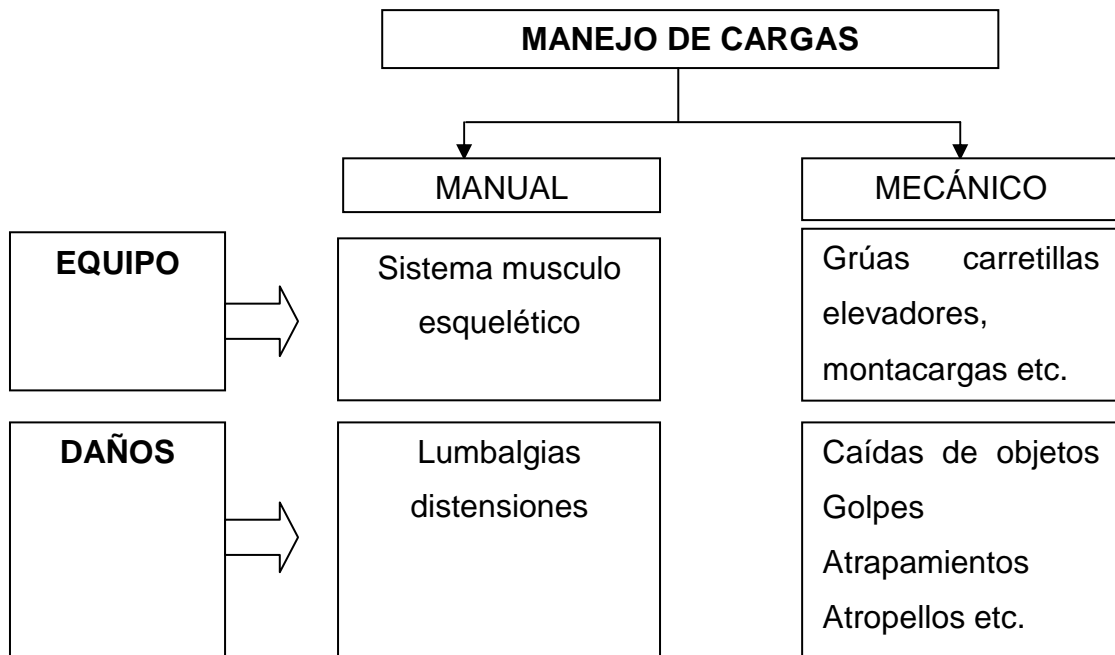 MANEJO DE CARGAS
MANUAL
MECÁNICO
EQUIPO
Sistema musculo
esquelético
Grúas carretillas
elevadores,
montacargas etc.
DAÑOS
Lumbalgias
distensiones
Caídas de objetos
Golpes
Atrapamientos
Atropellos etc.